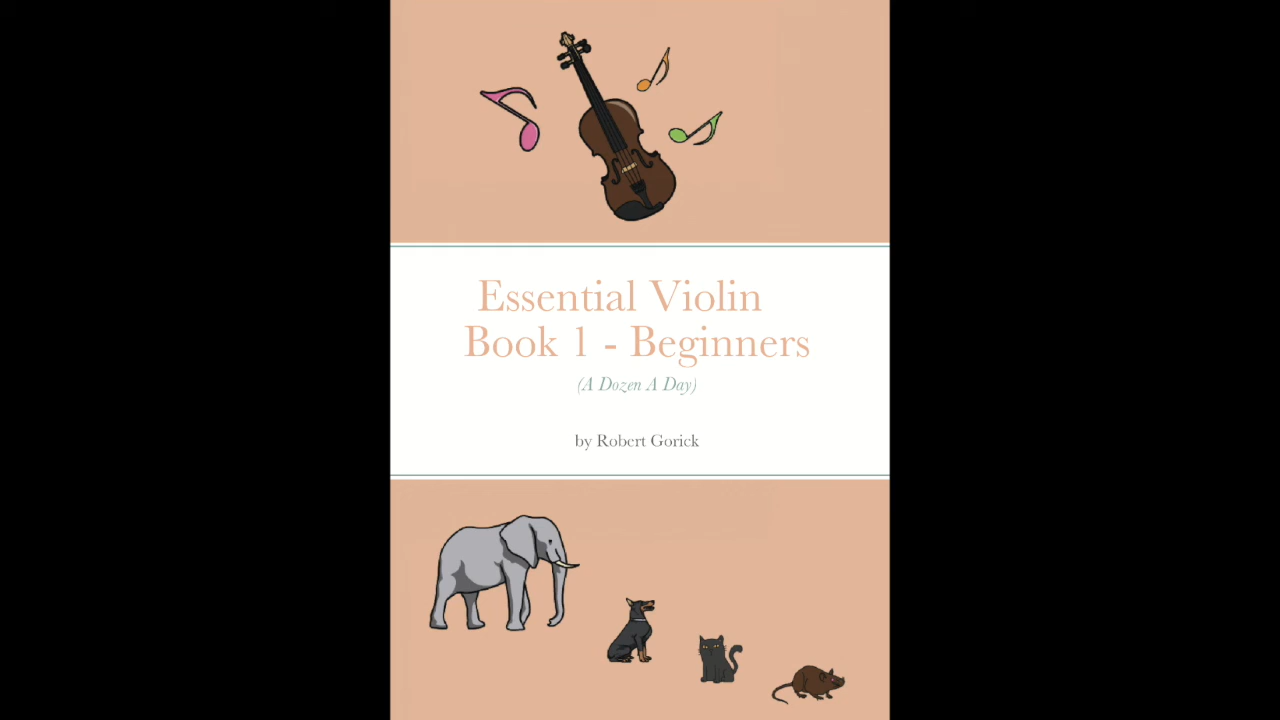 Essential Violin
Book 1 - Beginners
(A Dozen A Day)
by Robert Gorick